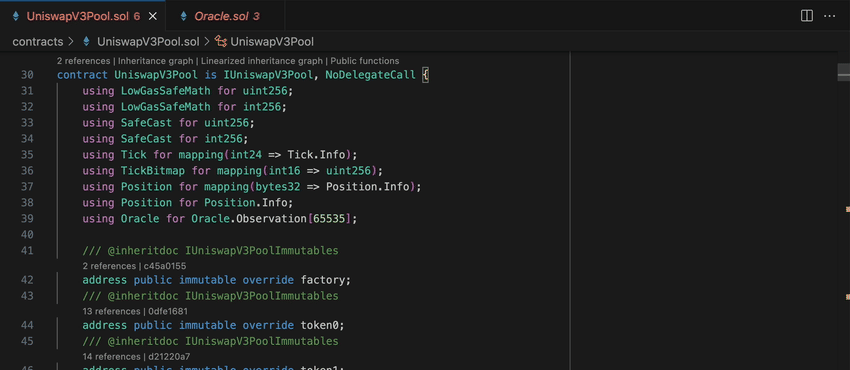 UniswapV3Pool.sol 6
Oracle.sol 3
contracts > UniswapV3Pool.sol > UniswapV3Pool
2 references | Inheritance graph | Linearized inheritance graph | Public functions
30 contract UniswapV3Pool is IUniswapV3Pool, NoDelegateCall {
31 using LowGasSafeMath for uint256;
32 using LowGasSafeMath for int256;
33 using SafeCast for uint256;
34 using SafeCast for int256;
35 using Tick for mapping(int24 => Tick.Info);
36 using TickBitmap for mapping(int16 => uint256);
37 using Position for mapping(bytes32 => Position.Info);
38 using Position for Position.Info;
39 using Oracle for Oracle.Observation[65535];
40
41 /// @inheritdoc IUniswapV3PoolImmutables
2 references | c45a0155
42 address public immutable override factory;
43 /// @inheritdoc IUniswapV3PoolImmutables
13 references | 0dfe1681
44 address public immutable override token0;
45 /// @inheritdoc IUniswapV3PoolImmutables
14 references | d21220a7
46 address public immutable override token1;